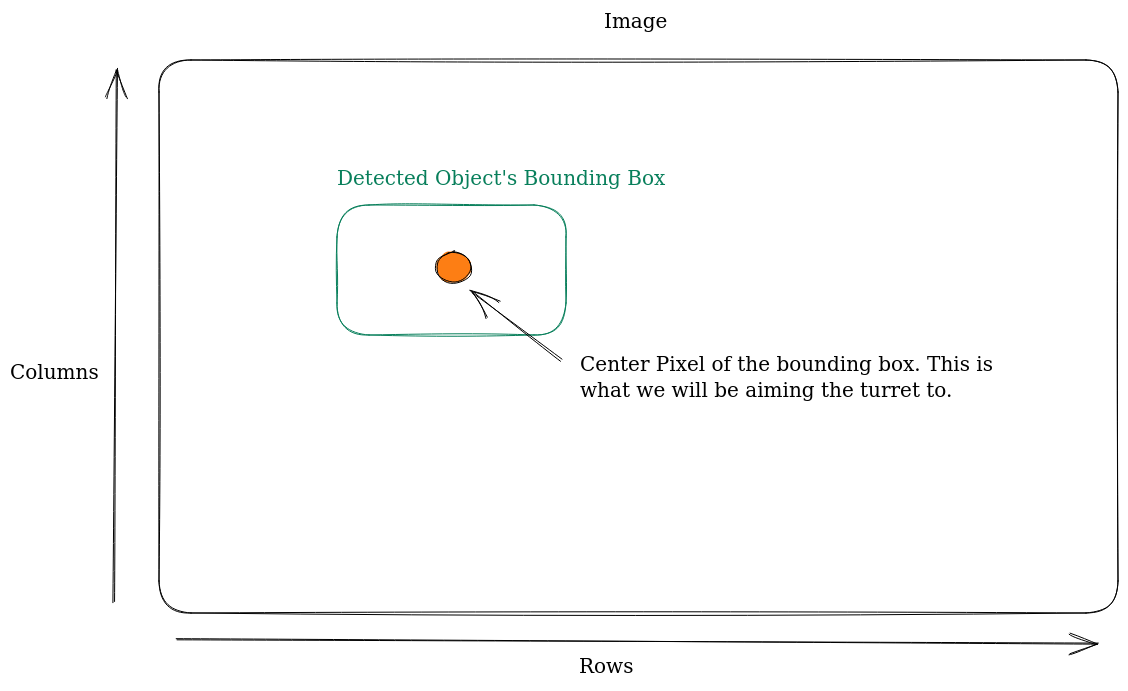 Image
Detected Object's Bounding Box
Center Pixel of the bounding box. This is
what we will be aiming the turret to.
Columns
Rows